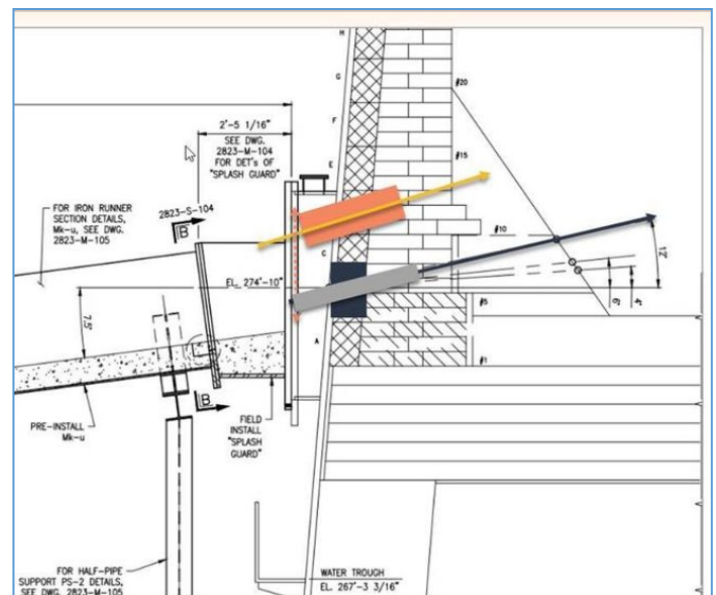 H
G
F
E
C
A
2'-5 1/16"
SEE DWG.
2823-M-104
FOR DET's OF
"SPLASH GUARD"
2823-S-104
B
FOR IRON RUNNER
SECTION DETAILS,
Mk-u, SEE DWG.
2823-M-105
EL. 274'-10"
7.5'
B
PRE-INSTALL
Mk-u
FIELD
INSTALL
"SPLASH
GUARD"
#20
#15
#10
#5
#1
12'
6'
4'
FOR HALF-PIPE
SUPPORT PS-2 DETAILS,
SEE DWG. 2823-M-105
WATER TROUGH
EL. 267'-3 3/16"